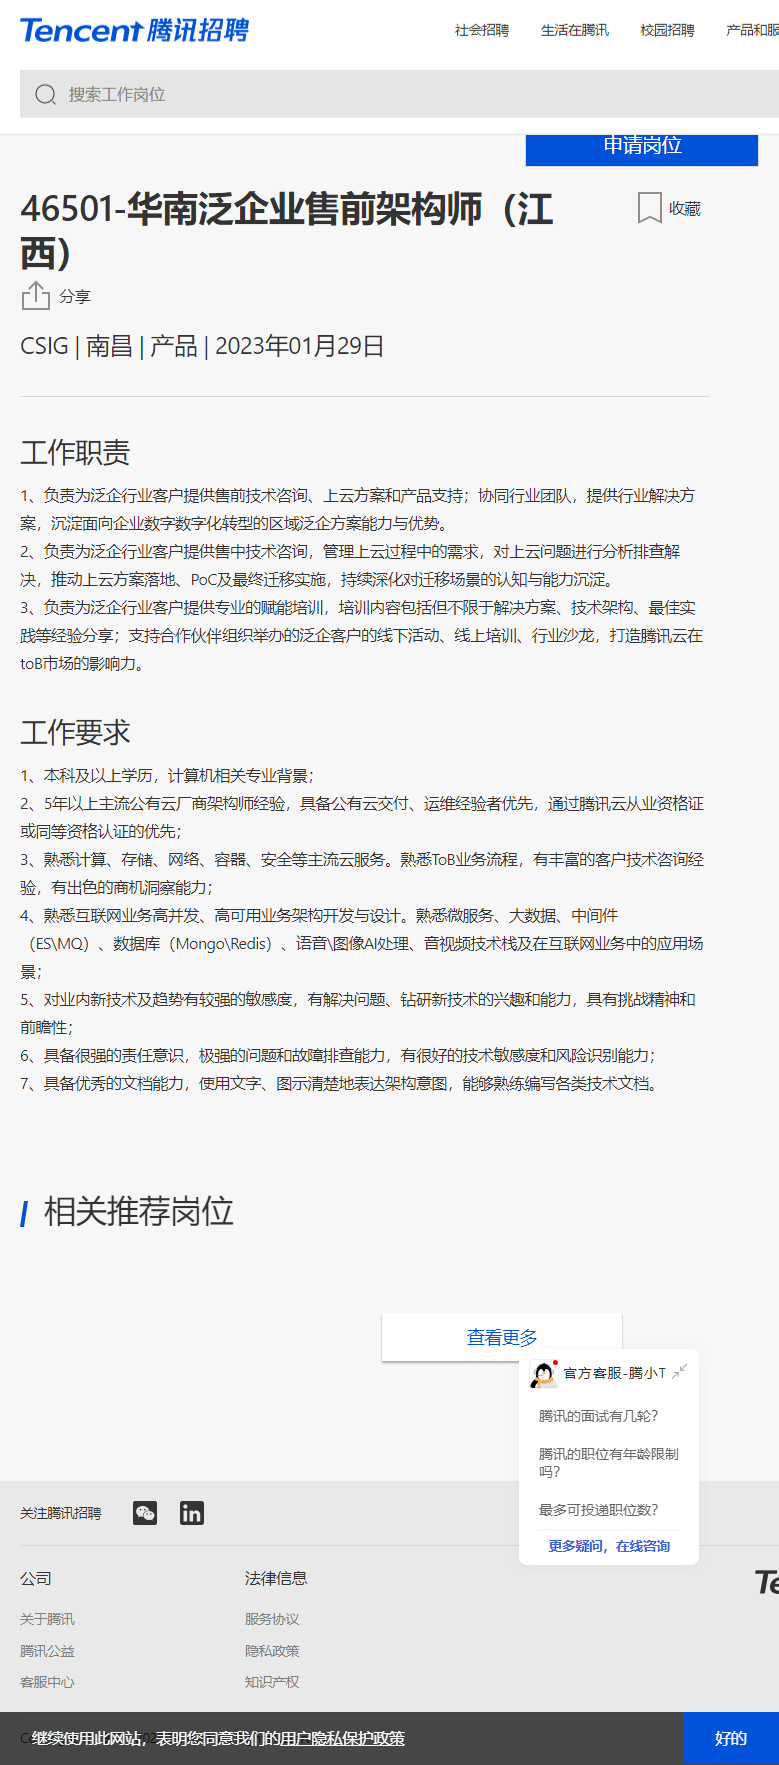 Tencent 腾讯招聘
社会招聘 生活在腾讯 校园招聘 产品和服
搜索工作岗位
申请岗位
46501-华南泛企业售前架构师（江
西）
收藏
分享
CSIG | 南昌 | 产品 | 2023年01月29日
工作职责
1、负责为泛企行业客户提供售前技术咨询、上云方案和产品支持；协同行业团队，提供行业解决方
案，沉淀面向企业数字数字化转型的区域泛企方案能力与优势。
2、负责为泛企行业客户提供售中技术咨询，管理上云过程中的需求，对上云问题进行分析排查解
决，推动上云方案落地、PoC及最终迁移实施，持续深化对迁移场景的认知与能力沉淀。
3、负责为泛企行业客户提供专业的赋能培训，培训内容包括但不限于解决方案、技术架构、最佳实
践等经验分享；支持合作伙伴组织举办的泛企客户的线下活动、线上培训、行业沙龙，打造腾讯云在
toB市场的影响力。
工作要求
1、本科及以上学历，计算机相关专业背景；
2、5年以上主流公有云厂商架构师经验，具备公有云交付、运维经验者优先，通过腾讯云从业资格证
或同等资格认证的优先；
3、熟悉计算、存储、网络、容器、安全等主流云服务。熟悉ToB业务流程，有丰富的客户技术咨询经
验，有出色的商机洞察能力；
4、熟悉互联网业务高并发、高可用业务架构开发与设计。熟悉微服务、大数据、中间件
（ES\MQ）、数据库（Mongo\Redis）、语音\图像AI处理、音视频技术栈及在互联网业务中的应用场
景；
5、对业内新技术及趋势有较强的敏感度，有解决问题、钻研新技术的兴趣和能力，具有挑战精神和
前瞻性；
6、具备很强的责任意识，极强的问题和故障排查能力，有很好的技术敏感度和风险识别能力；
7、具备优秀的文档能力，使用文字、图示清楚地表达架构意图，能够熟练编写各类技术文档。
相关推荐岗位
查看更多
官方客服-腾小T
腾讯的面试有几轮？
腾讯的职位有年龄限制
吗？
最多可投递职位数？
更多疑问，在线咨询
关注腾讯招聘
公司 法律信息
Te
关于腾讯 服务协议
腾讯公益 隐私政策
客服中心 知识产权
继续使用此网站，表明您同意我们的用户隐私保护政策
好的